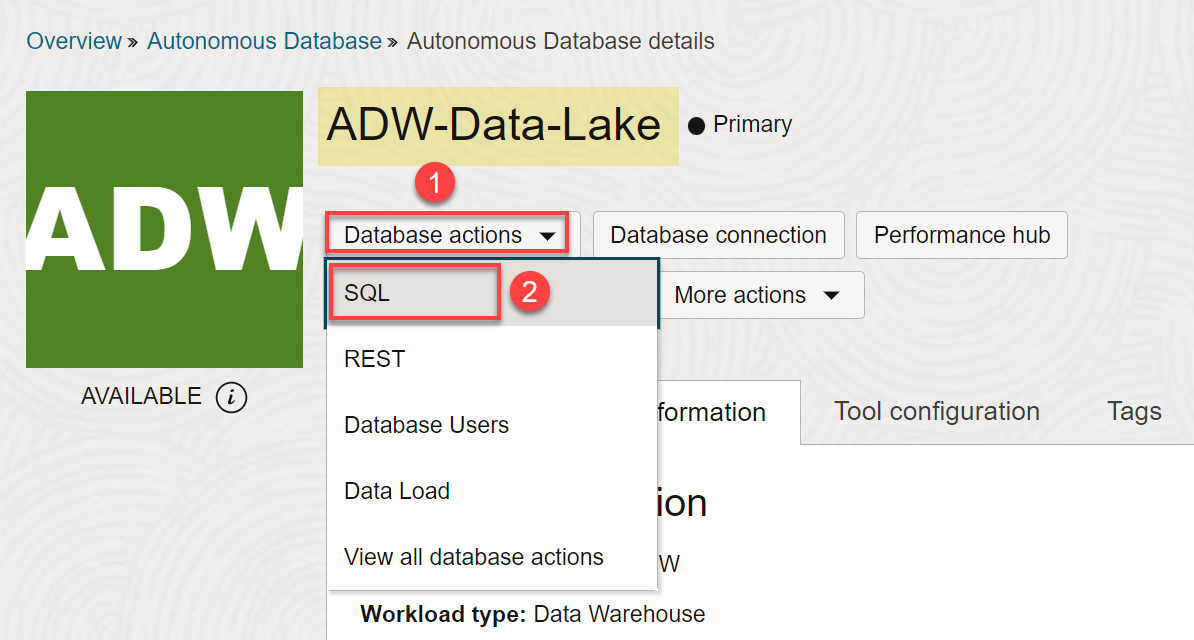 Overview » Autonomous Database » Autonomous Database details
ADW
ADW-Data-Lake
Primary
1
Database actions
Database connection
Performance hub
SQL
2
More actions
REST
AVAILABLE i
Database Users
formation
Tool configuration
Tags
Data Load
ion
View all database actions
W
Workload type: Data Warehouse